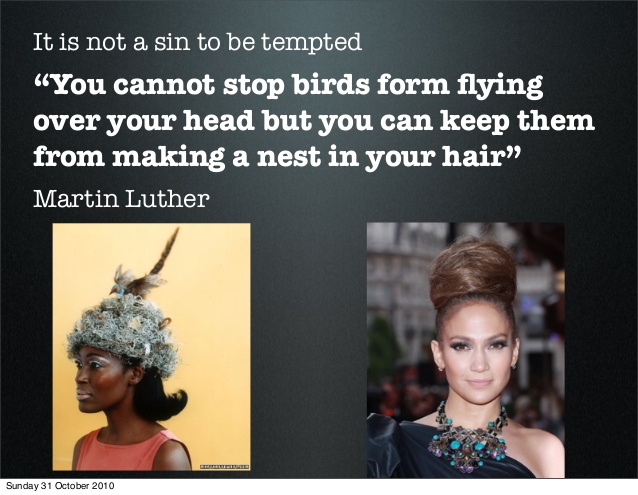 It is not a sin to be tempted
“You cannot stop birds form flying
over your head but you can keep them
from making a nest in your hair”
Martin Luther
Sunday 31 October 2010